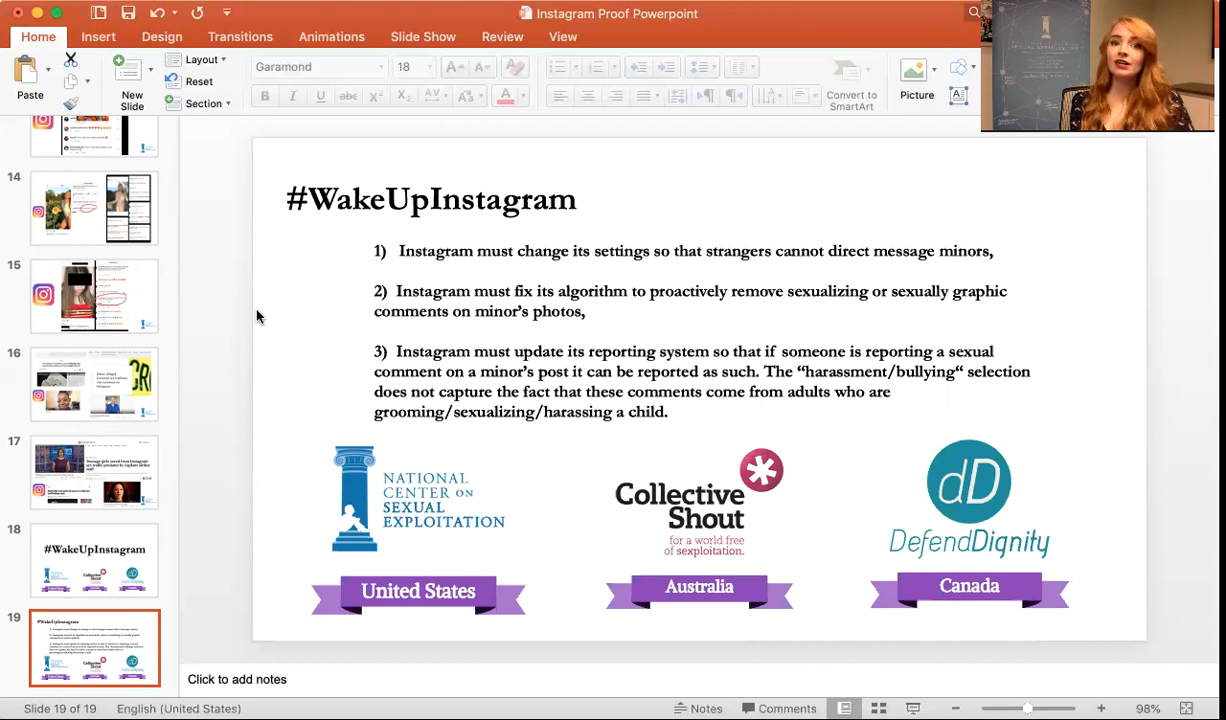 Instagram Proof Powerpoint
Home Insert Design Transitions Animations Slide Show Review View
Paste
New
Slide
Layout
Reset
Section
Garamond 18
Convert to
SmartArt
Picture
14
15
16
17
18
#WakeUpInstagram
19
#WakeUpInstagram
#WakeUpInstagram
1) Instagram must change its settings so that strangers cannot direct message minors,
2) Instagram must fix its algorithm to proactively remove sexualizing or sexually graphic
comments on minor’s photos,
3) Instagram must update its reporting system so that if someone is reporting a sexual
comment on a minor’s post it can be reported as such. The “harassment/bullying“ selection
does not capture the fact that these comments come from adults who are
grooming/sexualizing/harassing a child.
NATIONAL
CENTER ON
SEXUAL
EXPLOITATION
United States
Collective
Shout
for a world free
of sexploitation.
Australia
dD
DefendDignity
Canada
Click to add notes
Slide 19 of 19 English (United States) Notes Comments 98%